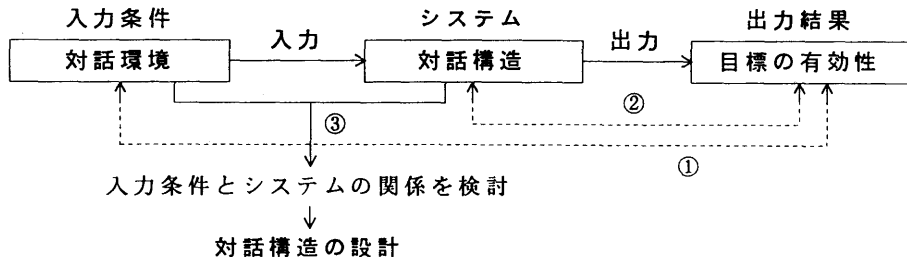 入力条件 システム 出力結果
入力 出力
対話環境 対話構造 目標の有効性
②
③
①
入力条件とシステムの関係を検討
対話構造の設計